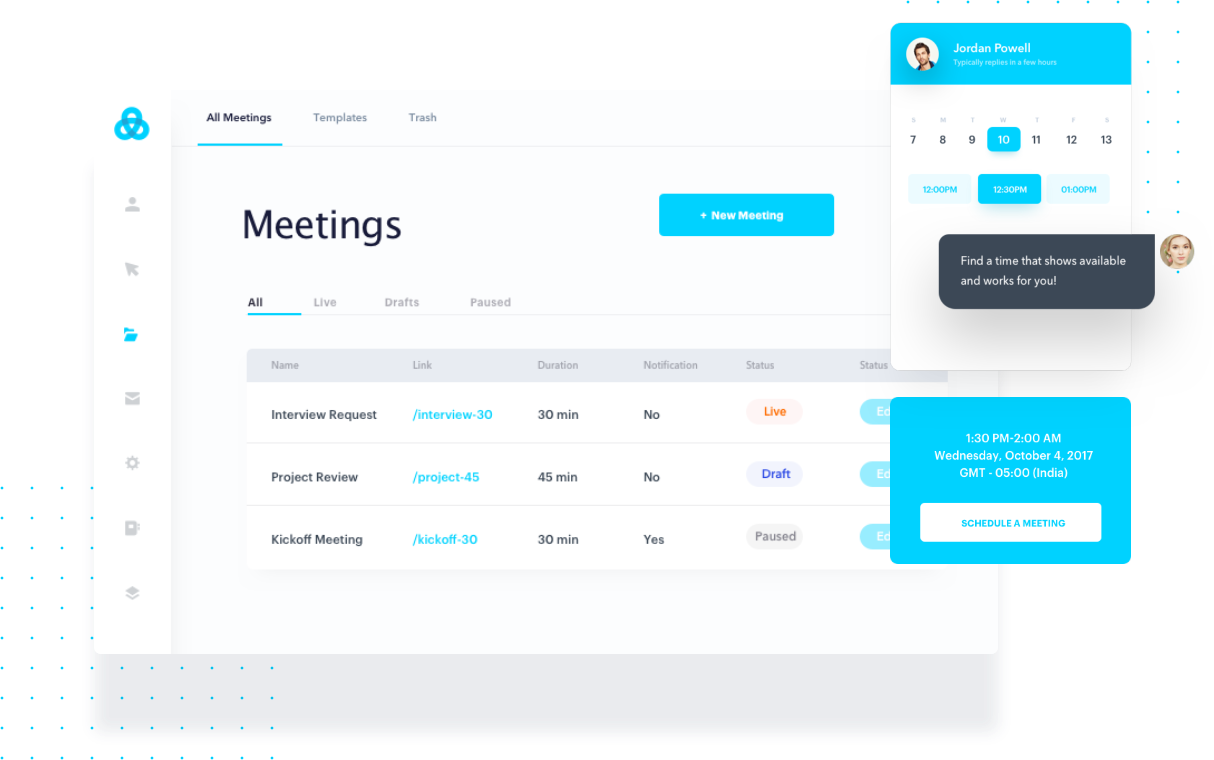 Jordan Powell
Typically replies in a few hours
All Meetings Templates Trash
S M T W T F S
7 8 9 10 11 12 13
12:00PM 12:30PM 01:00PM
Meetings
+ New Meeting
Find a time that shows available
and works for you!
All Live Drafts Paused
Name Link Duration Notification Status Status
Interview Request /interview-30 30 min No Live Ed
Project Review /project-45 45 min No Draft Ed
Kickoff Meeting /kickoff-30 30 min Yes Paused Ed
1:30 PM-2:00 AM
Wednesday, October 4, 2017
GMT - 05:00 (India)
SCHEDULE A MEETING